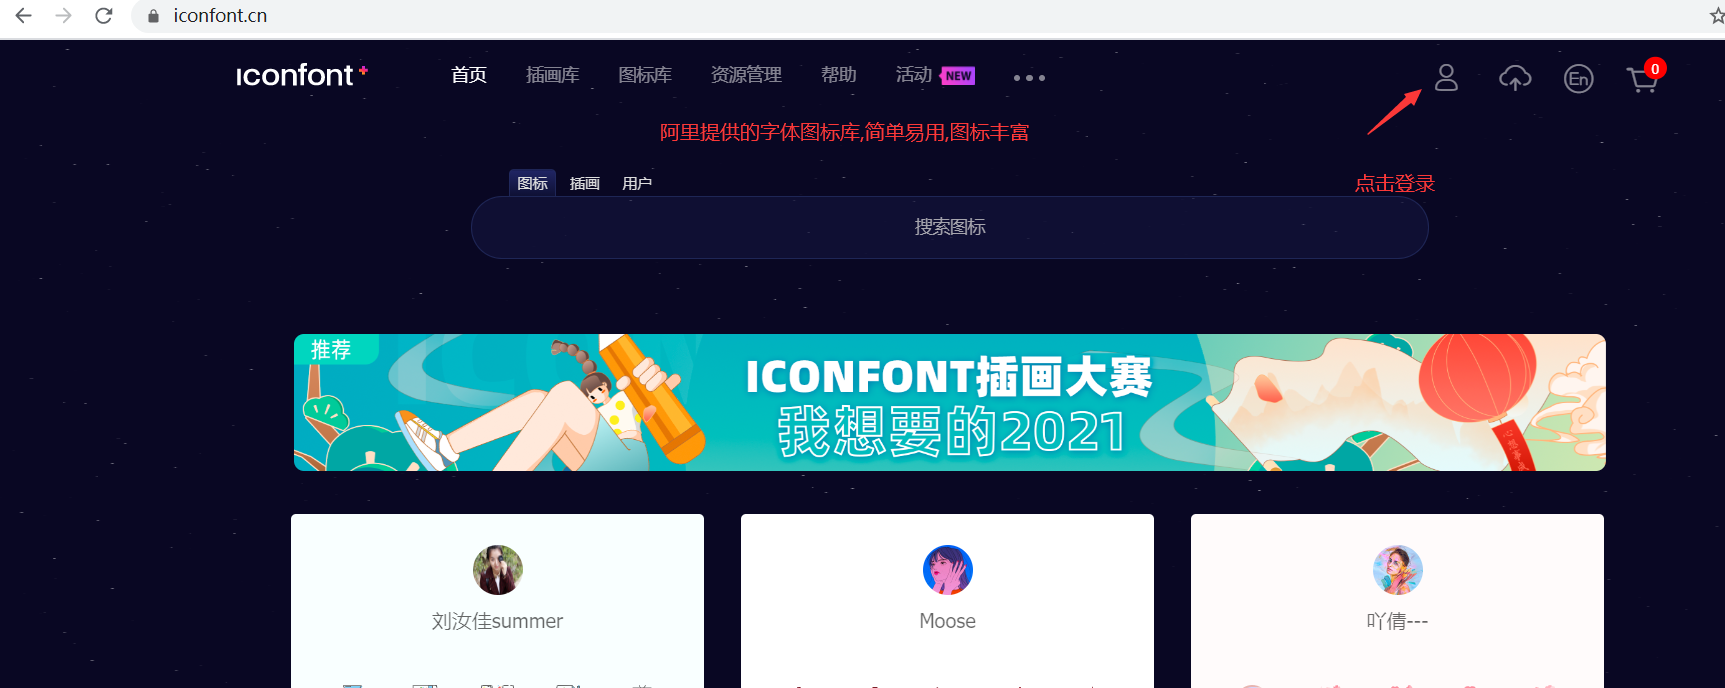 iconfont.cn
iconfont+
首页 插画库 图标库 资源管理 帮助 活动 NEW
En
0
阿里提供的字体图标库,简单易用,图标丰富
点击登录
图标 插画 用户
搜索图标
推荐
ICONFONT插画大赛
我想要的2021
刘汝佳summer
Moose
吖倩---